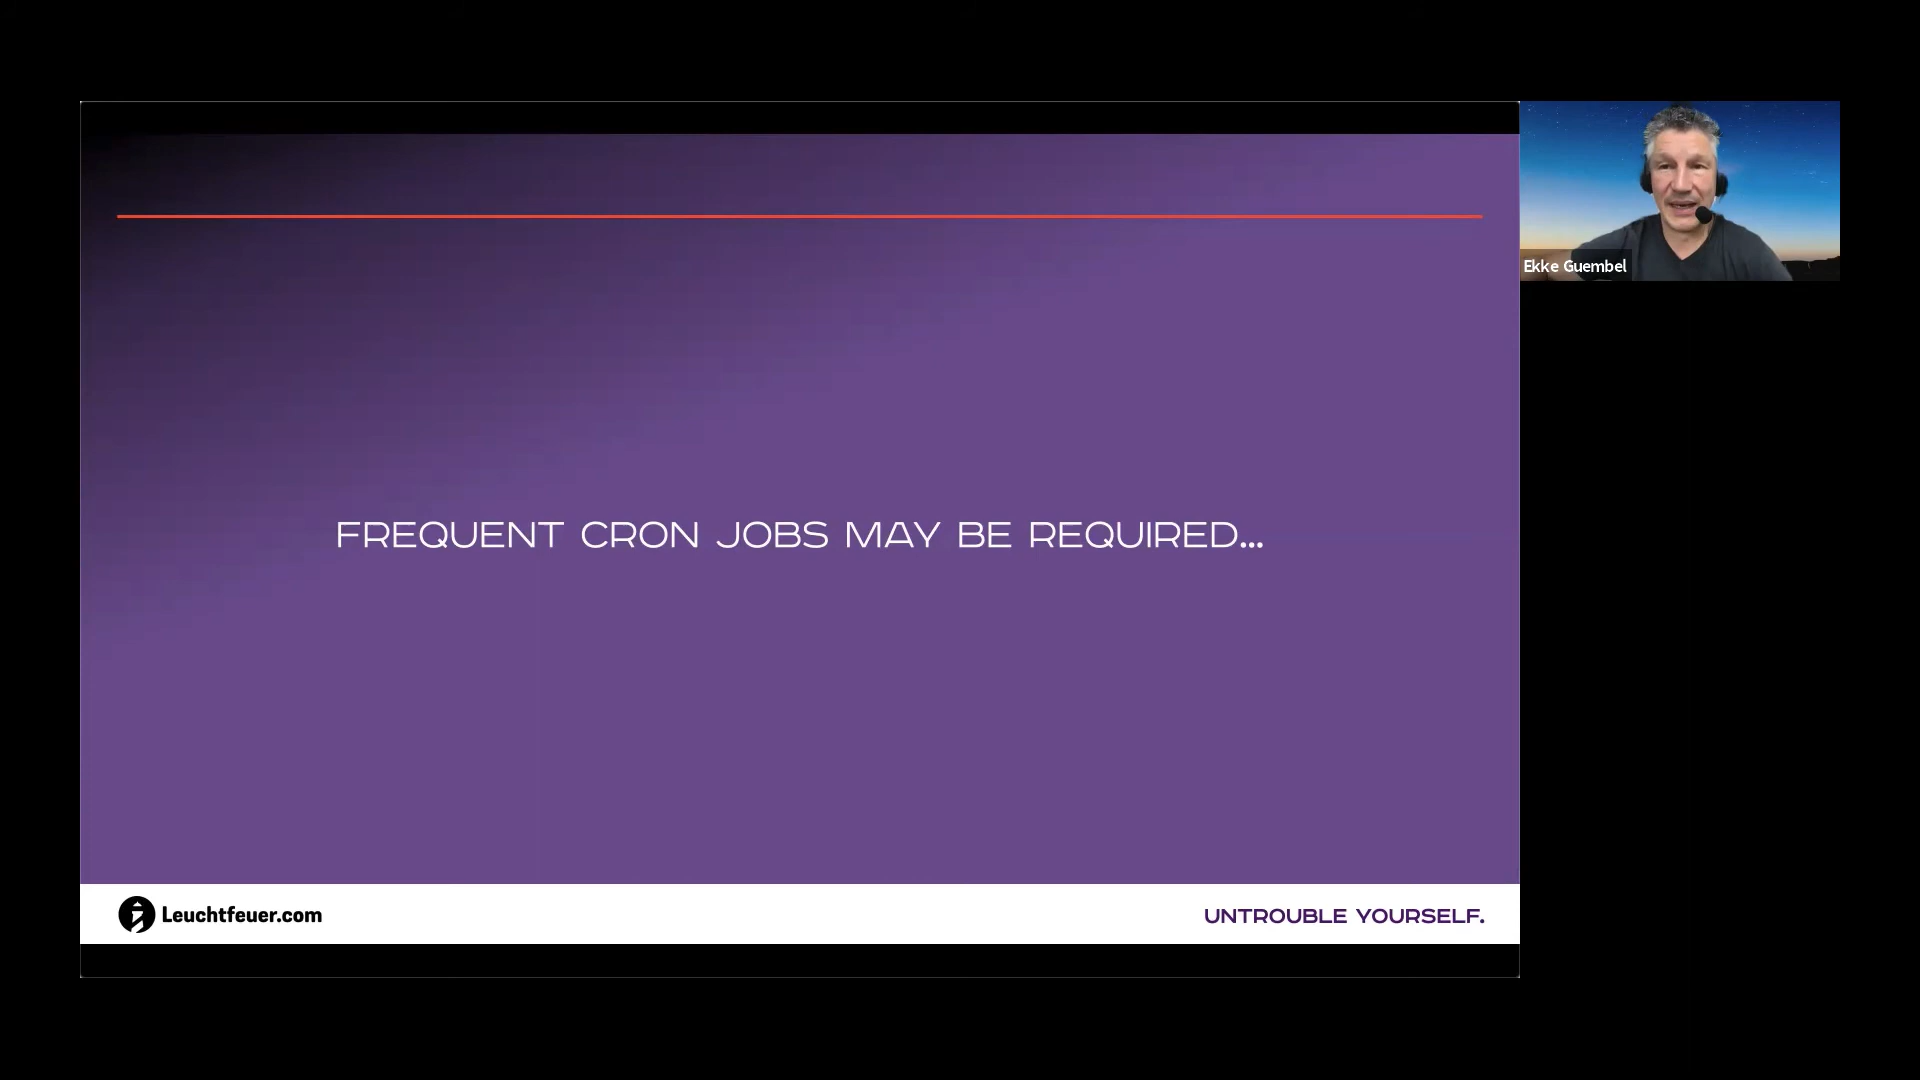 Ekke Guembel
FREQUENT CRON JOBS MAY BE REQUIRED...
Leuchtfeuer.com
UNTROUBLE YOURSELF.